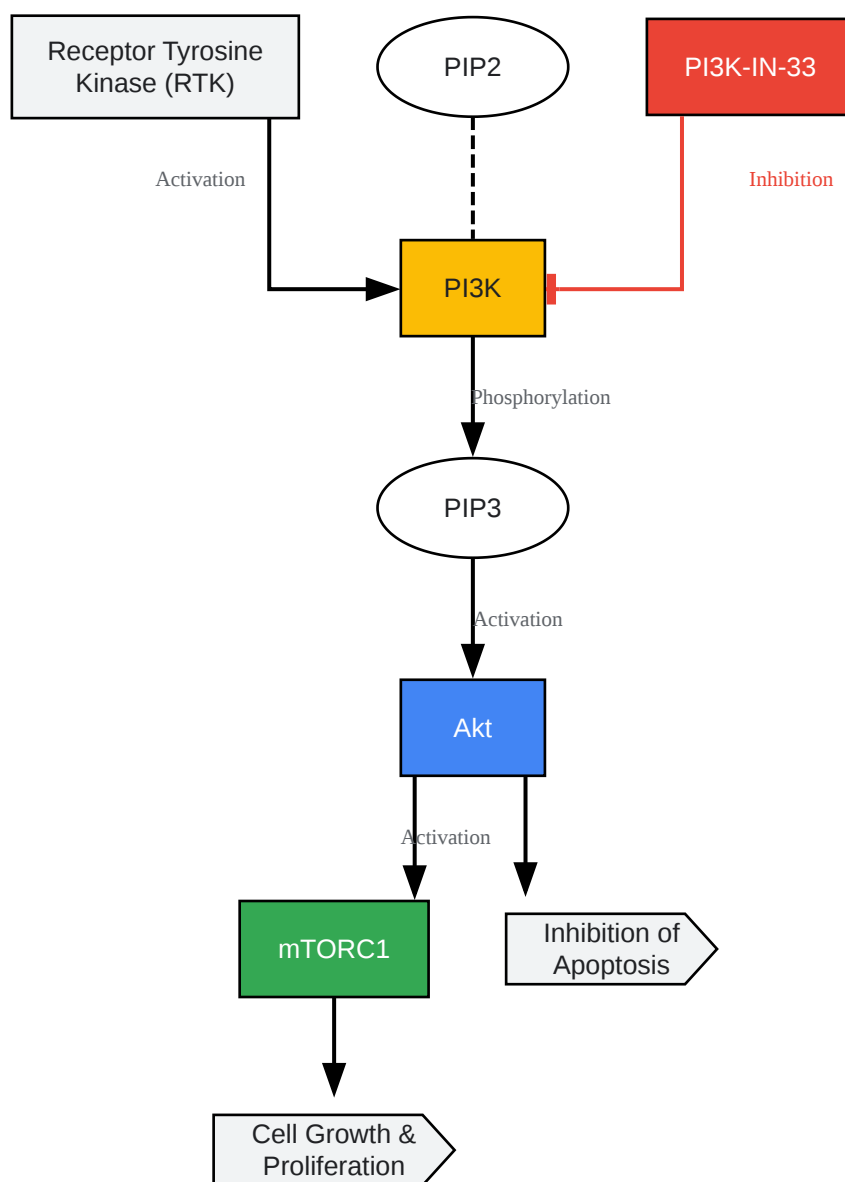 Receptor Tyrosine
Kinase (RTK)
PIP2
PI3K-IN-33
Activation
Inhibition
PI3K
Phosphorylation
PIP3
Activation
Akt
Activation
mTORC1
Inhibition of
Apoptosis
Cell Growth &
Proliferation